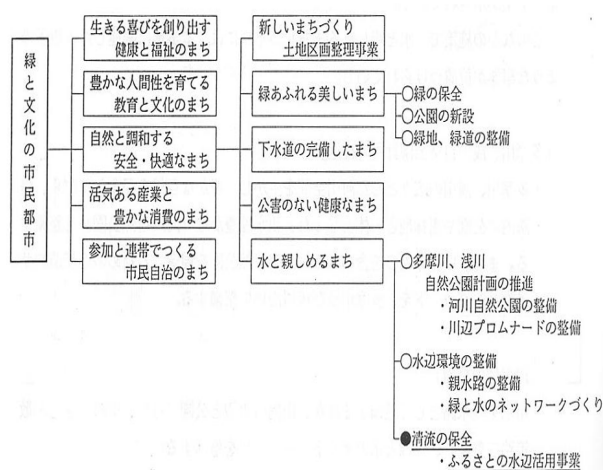 緑と文化の市民都市
生きる喜びを創り出す
健康と福祉のまち
豊かな人間性を育てる
教育と文化のまち
自然と調和する
安全・快適なまち
活気ある産業と
豊かな消費のまち
参加と連帯でつくる
市民自治のまち
新しいまちづくり
土地区画整理事業
緑あふれる美しいまち
下水道の完備したまち
公害のない健康なまち
水と親しめるまち
○緑の保全
○公園の新設
○緑地、緑道の整備
○多摩川、浅川
自然公園計画の推進
・河川自然公園の整備
・川辺プロムナードの整備
○水辺環境の整備
・親水路の整備
・緑と水のネットワークづくり
●清流の保全
・ふるさとの水辺活用事業